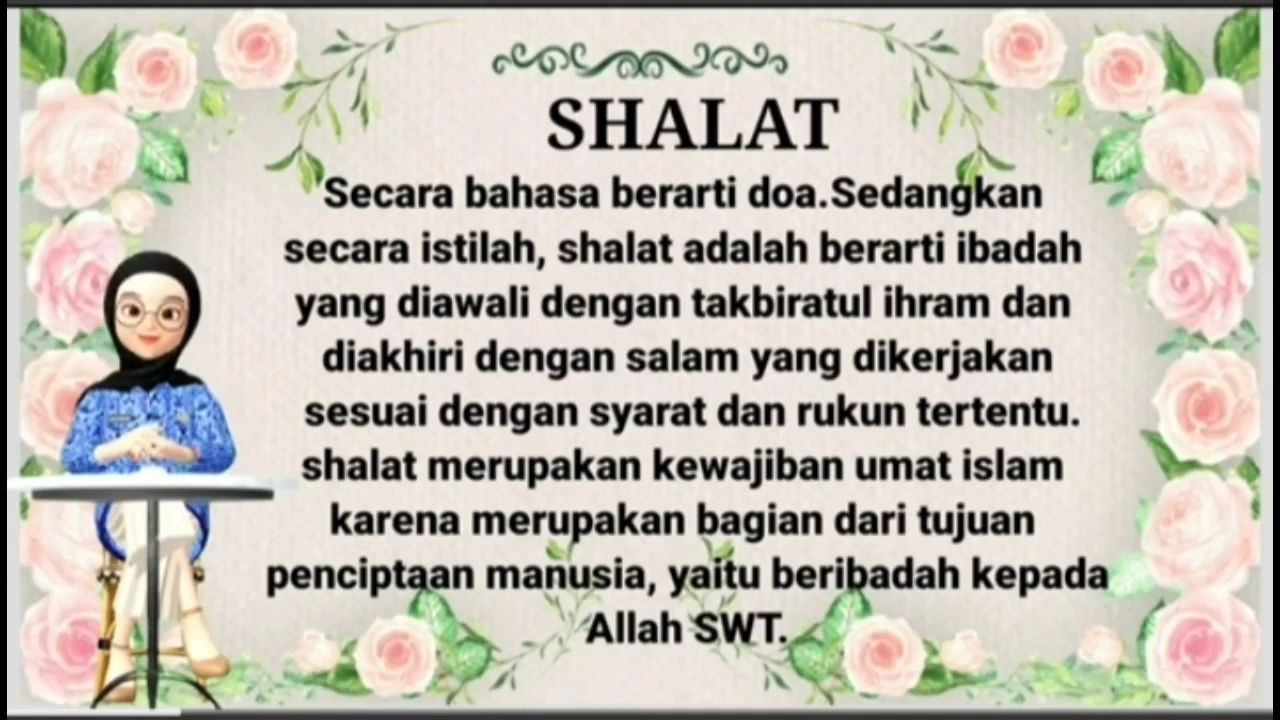 SHALAT
Secara bahasa berarti doa.Sedangkan
secara istilah, shalat adalah berarti ibadah
yang diawali dengan takbiratul ihram dan
diakhiri dengan salam yang dikerjakan
sesuai dengan syarat dan rukun tertentu.
shalat merupakan kewajiban umat islam
karena merupakan bagian dari tujuan
penciptaan manusia, yaitu beribadah kepada
Allah SWT.